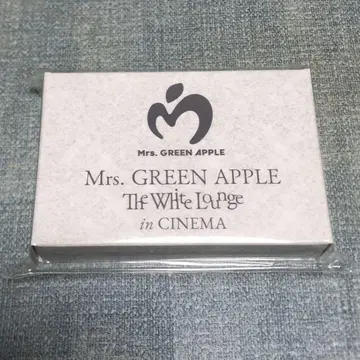 Mrs. GREEN APPLE
Mrs. GREEN APPLE
The White Lounge
in CINEMA